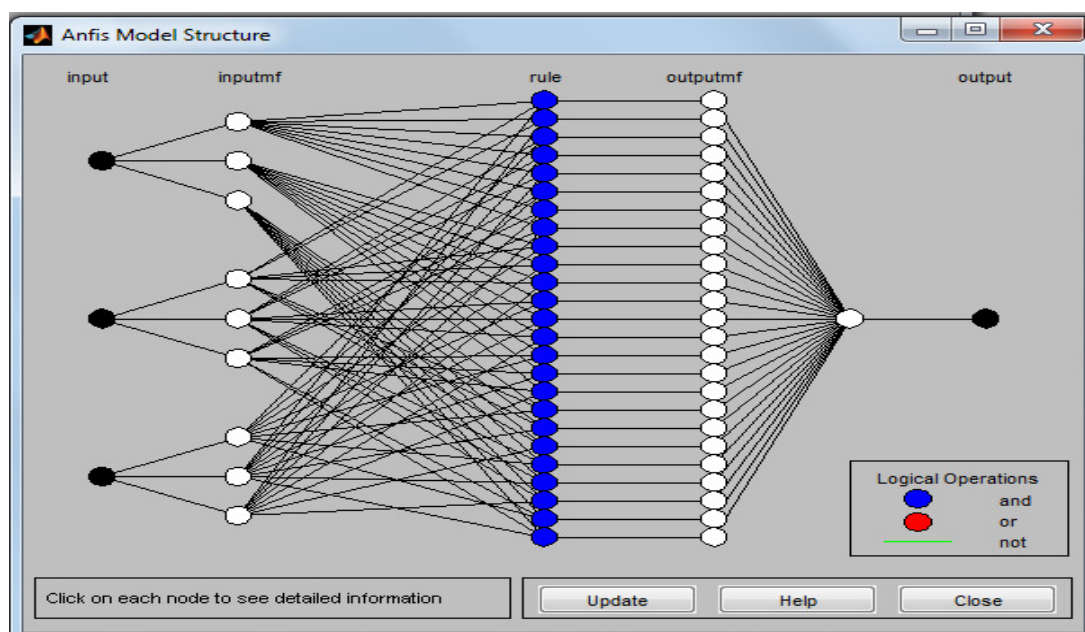 Anfis Model Structure
input inputmf rule outputmf output
Logical Operations
and
or
not
Click on each node to see detailed information
Update Help Close